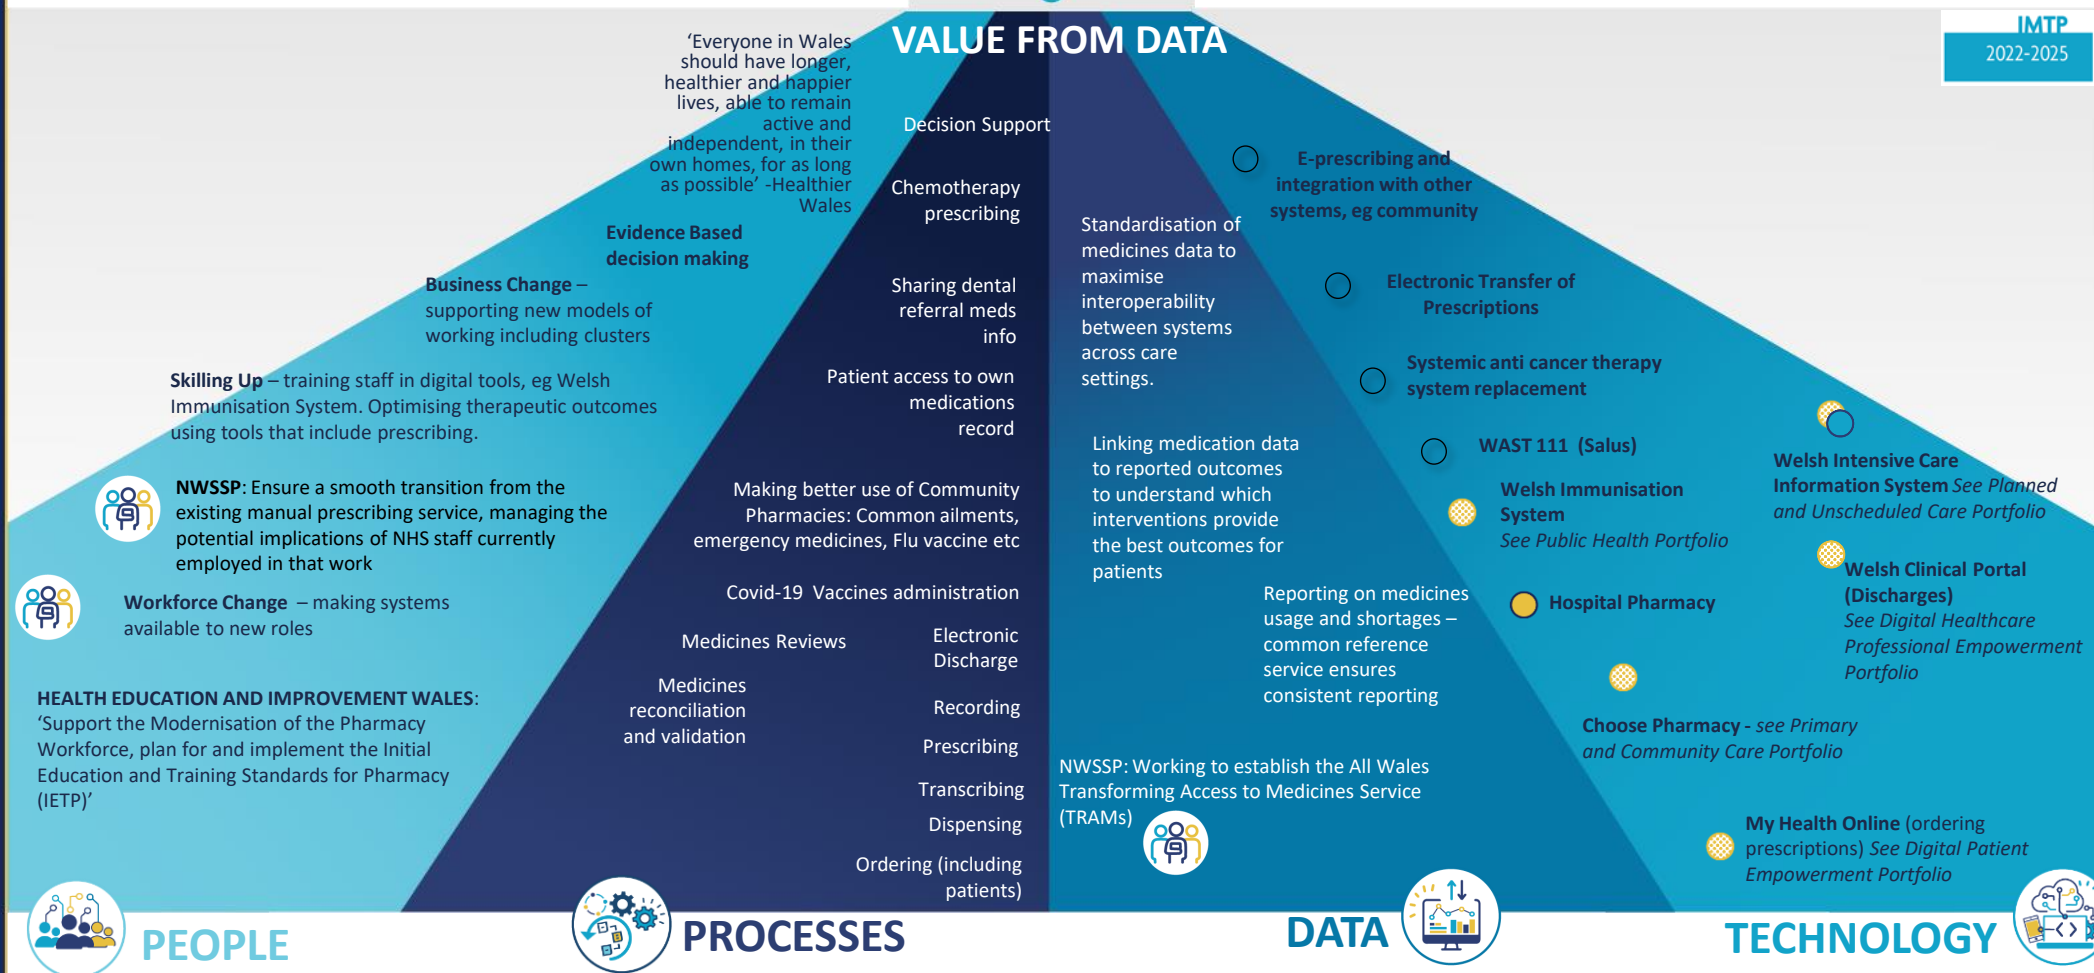 VALUE FROM DATA
IMTP
2022-2025
‘Everyone in Wales
should have longer,
healthier and happier
lives, able to remain
active and
independent, in their
own homes, for as long
as possible’ -Healthier
Wales
Evidence Based
decision making
Business Change –
supporting new models of
working including clusters
Skilling Up – training staff in digital tools, eg Welsh
Immunisation System. Optimising therapeutic outcomes
using tools that include prescribing.
NWSSP: Ensure a smooth transition from the
existing manual prescribing service, managing the
potential implications of NHS staff currently
employed in that work
Workforce Change – making systems
available to new roles
HEALTH EDUCATION AND IMPROVEMENT WALES:
‘Support the Modernisation of the Pharmacy
Workforce, plan for and implement the Initial
Education and Training Standards for Pharmacy
(IETP)’
Decision Support
Chemotherapy
prescribing
Sharing dental
referral meds
info
Patient access to own
medications
record
Making better use of Community
Pharmacies: Common ailments,
emergency medicines, Flu vaccine etc
Covid-19 Vaccines administration
Medicines Reviews
Electronic
Discharge
Medicines
reconciliation
and validation
Recording
Prescribing
Transcribing
Dispensing
Ordering (including
patients)
Standardisation of
medicines data to
maximise
interoperability
between systems
across care
settings.
Linking medication data
to reported outcomes
to understand which
interventions provide
the best outcomes for
patients
Reporting on medicines
usage and shortages –
common reference
service ensures
consistent reporting
NWSSP: Working to establish the All Wales
Transforming Access to Medicines Service
(TRAMs)
E-prescribing and
integration with other
systems, eg community
Electronic Transfer of
Prescriptions
Systemic anti cancer therapy
system replacement
WAST 111 (Salus)
Welsh Immunisation
System
See Public Health Portfolio
Hospital Pharmacy
Choose Pharmacy - see Primary
and Community Care Portfolio
My Health Online (ordering
prescriptions) See Digital Patient
Empowerment Portfolio
Welsh Intensive Care
Information System See Planned
and Unscheduled Care Portfolio
Welsh Clinical Portal
(Discharges)
See Digital Healthcare
Professional Empowerment
Portfolio
PEOPLE
PROCESSES
DATA
TECHNOLOGY